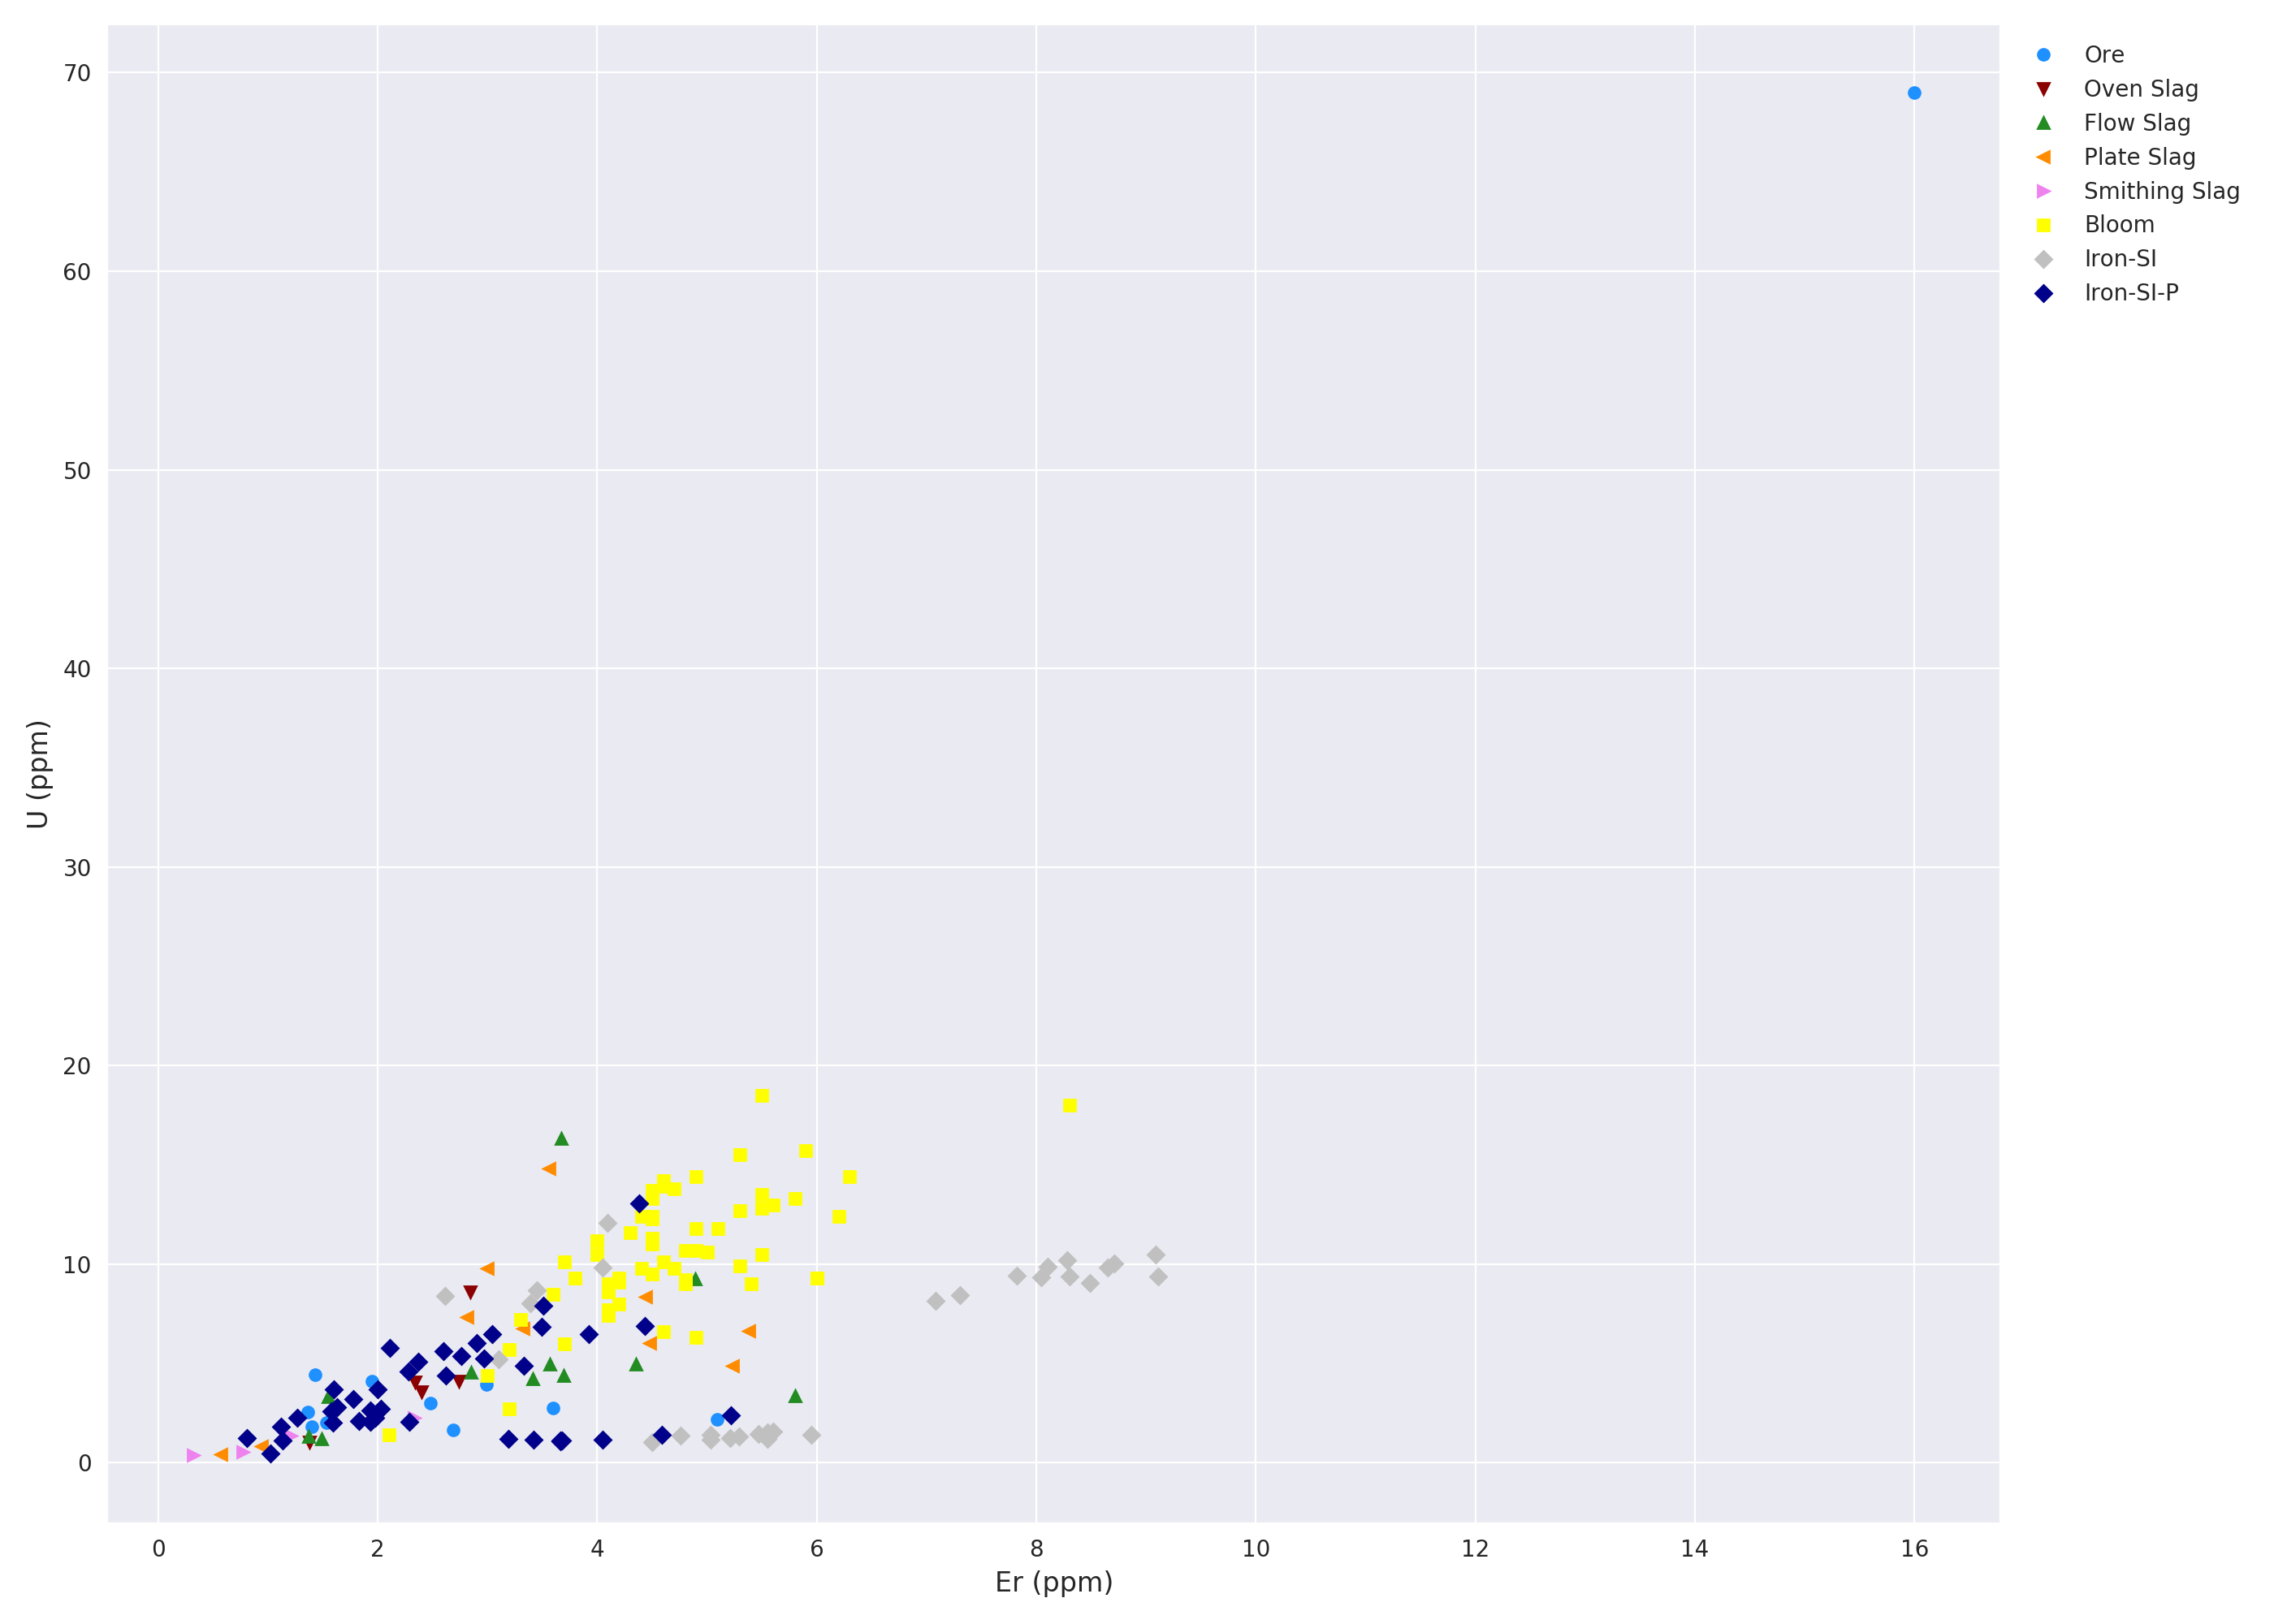 70
60
50
40
30
20
10
0
U (ppm)
0 2 4 6 8 10 12 14 16
Er (ppm)
Ore
Oven Slag
Flow Slag
Plate Slag
Smithing Slag
Bloom
Iron-SI
Iron-SI-P